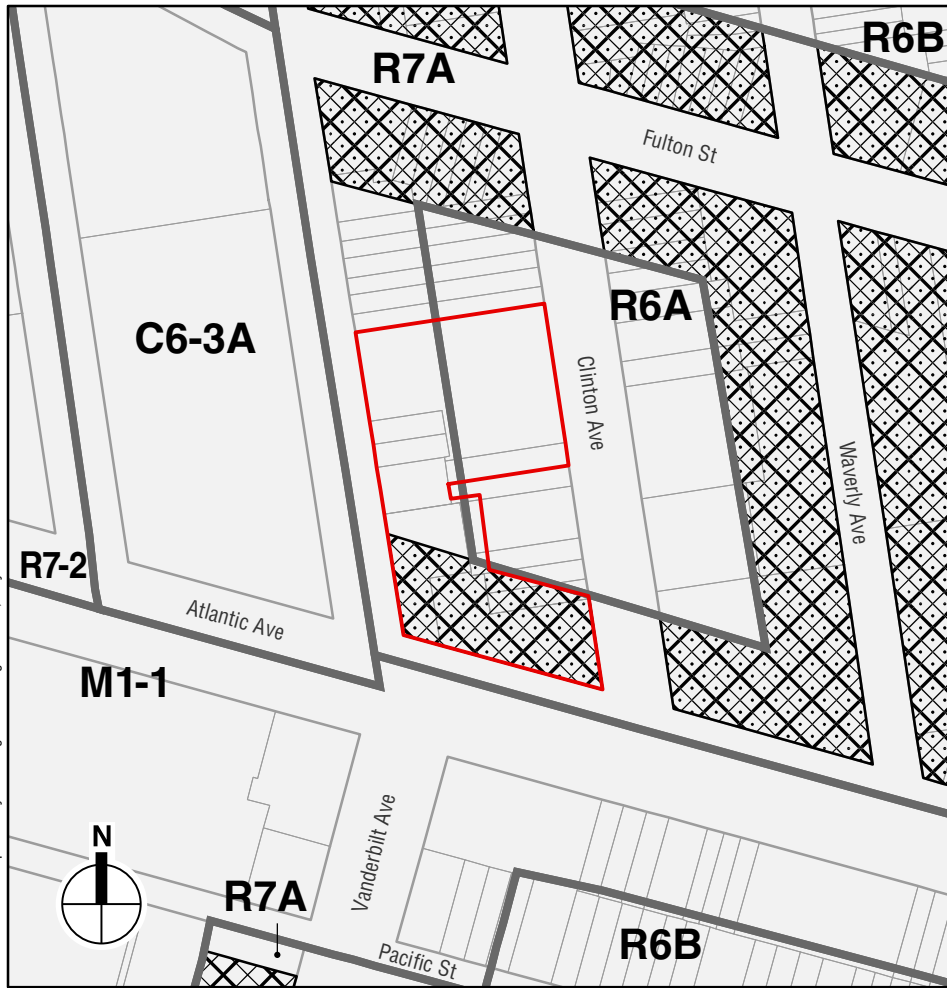 R6B
R7A
Fulton St
R6A
C6-3A
Clinton Ave
Waverly Ave
R7-2
Atlantic Ave
M1-1
Vanderbilt Ave
N
R7A
R6B
Pacific St